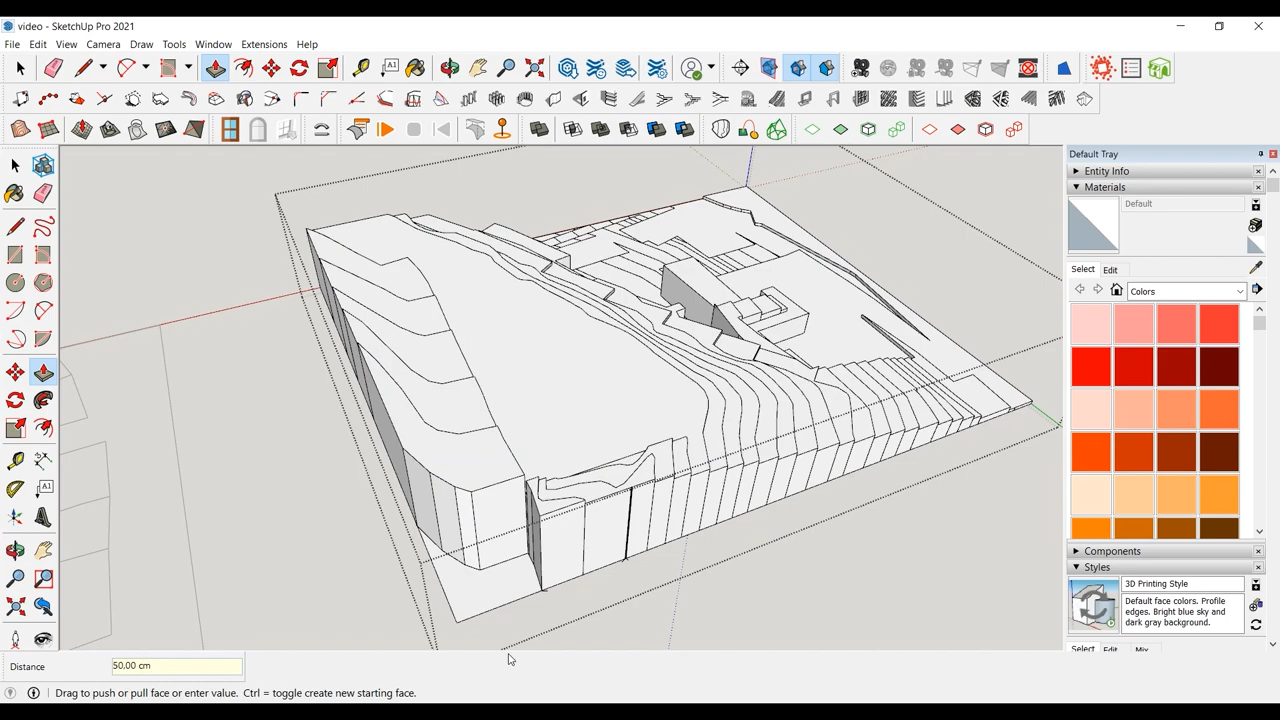 video - SketchUp Pro 2021
File Edit View Camera Draw Tools Window Extensions Help
Default Tray
Entity Info
Materials
Default
Select Edit
Colors
Components
Styles
3D Printing Style
Default face colors. Profile
edges. Bright blue sky and
dark gray background.
Select Edit Mix
Distance 50.00 cm
Drag to push or pull face or enter value. Ctrl = toggle create new starting face.